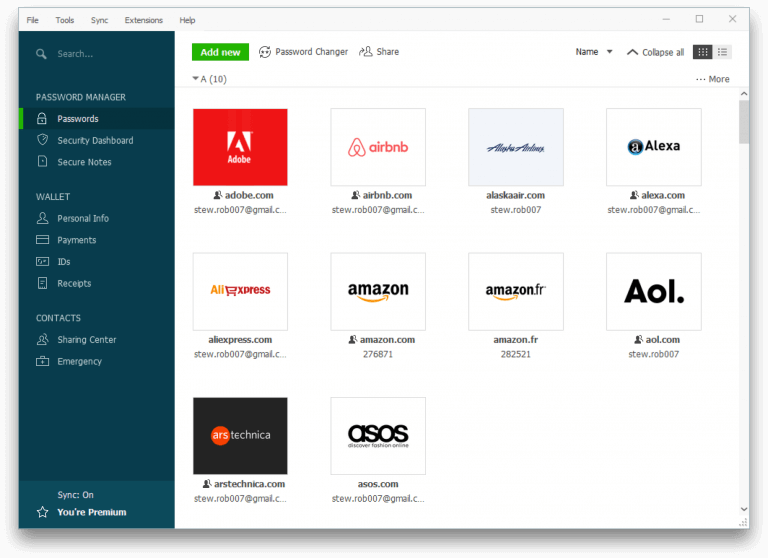 File Tools Sync Extensions Help
Search...
PASSWORD MANAGER
Passwords
Security Dashboard
Secure Notes
WALLET
Personal Info
Payments
IDs
Receipts
CONTACTS
Sharing Center
Emergency
Sync: On
You're Premium
Add new Password Changer Share Name Collapse all
A (10) ... More
Adobe
airbnb
Alaska Airlines
a Alexa
adobe.com airbnb.com alaskaair.com alexa.com
stew.rob007@gmail.c... stew.rob007@gmail.c... stew.rob007 stew.rob007@gmail.c...
AliExpress
amazon
amazon.fr
Aol.
aliexpress.com amazon.com amazon.fr aol.com
stew.rob007@gmail.c... 276871 282521 stew.rob007
ars technica
asos
discover fashion online
arstechnica.com asos.com
stew.rob007@gmail.c... stew.rob007@gmail.c...